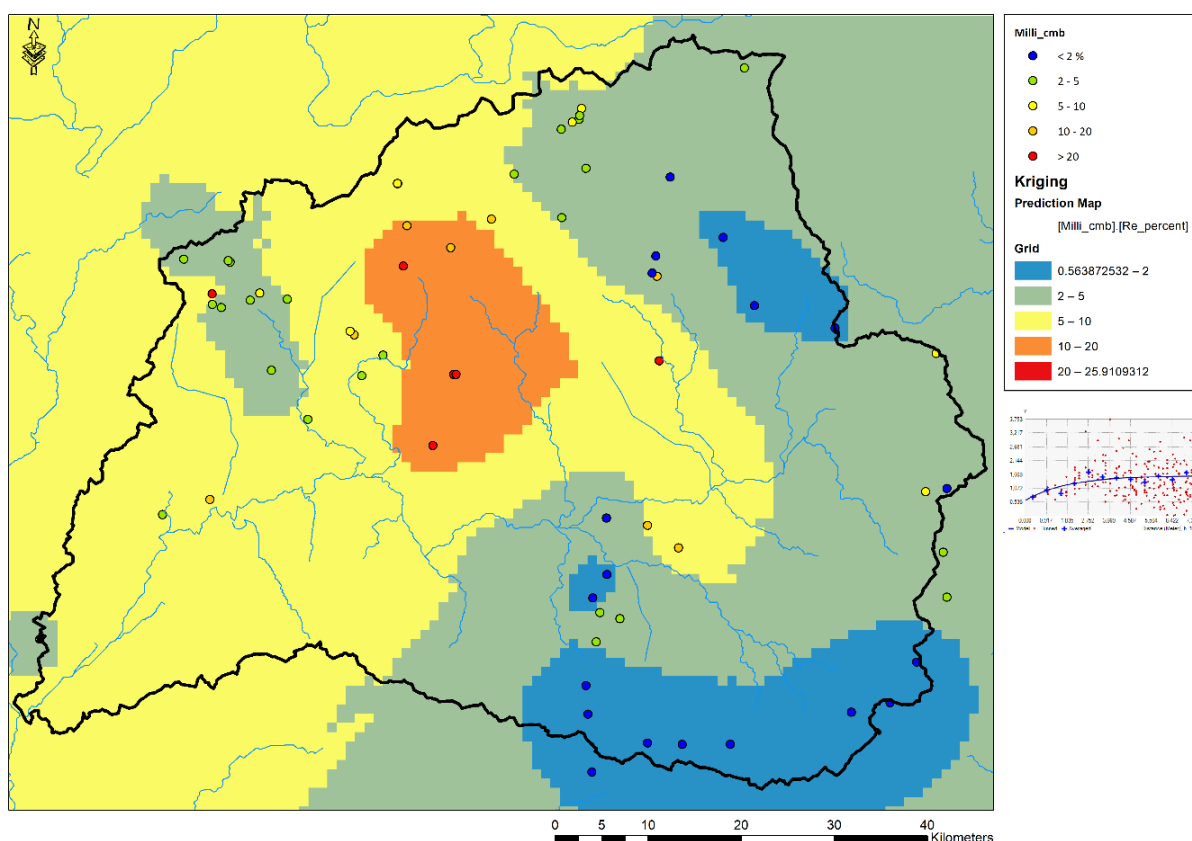 N
Milli_cmb
< 2 %
2 - 5
5 - 10
10 - 20
> 20
Kriging
Prediction Map
[Milli_cmb].[Re_percent]
Grid
0.563872532 – 2
2 – 5
5 – 10
10 – 20
20 – 25.9109312
0 5 10 20 30 40
Kilometers